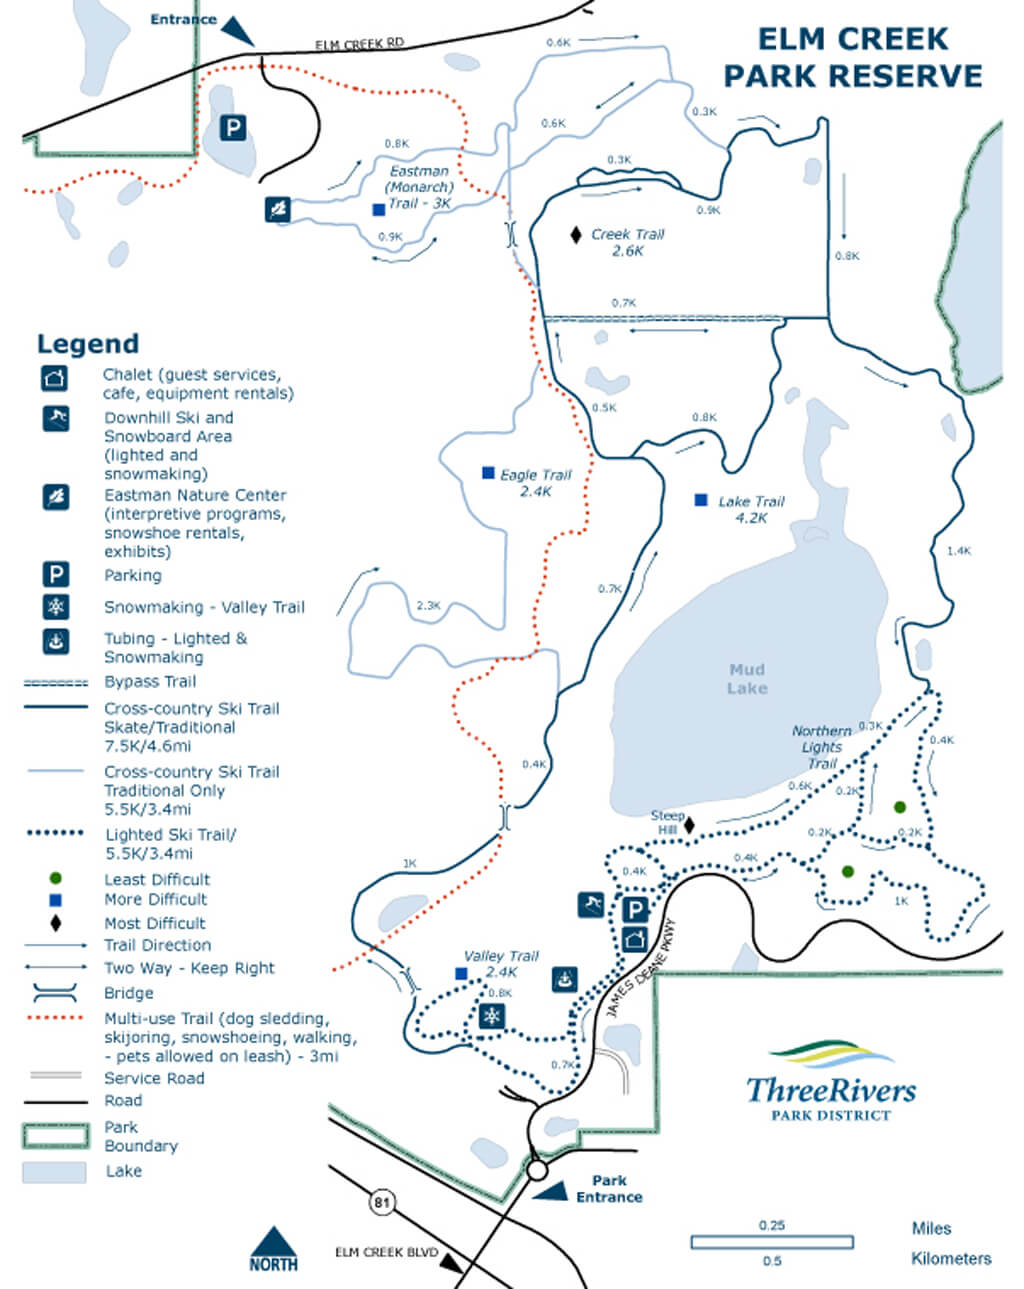 Entrance
ELM CREEK RD
ELM CREEK
PARK RESERVE
0.6K
0.6K
0.3K
0.8K
Eastman
(Monarch)
Trail - 3K
0.9K
0.3K
0.9K
Creek Trail
2.6K
0.8K
0.7K
P
Legend
Chalet (guest services,
cafe, equipment rentals)
Downhill Ski and
Snowboard Area
(lighted and
snowmaking)
Eastman Nature Center
(interpretive programs,
snowshoe rentals,
exhibits)
P
Parking
Snowmaking - Valley Trail
Tubing - Lighted &
Snowmaking
Bypass Trail
Cross-country Ski Trail
Skate/Traditional
7.5K/4.6mi
Cross-country Ski Trail
Traditional Only
5.5K/3.4mi
Lighted Ski Trail/
5.5K/3.4mi
Least Difficult
More Difficult
Most Difficult
Trail Direction
Two Way - Keep Right
Bridge
Multi-use Trail (dog sledding,
skijoring, snowshoeing, walking,
- pets allowed on leash) - 3mi
Service Road
Road
Park
Boundary
Lake
0.5K
0.8K
Eagle Trail
2.4K
Lake Trail
4.2K
1.4K
2.3K
0.7K
Mud
Lake
0.4K
Northern
Lights
Trail
0.3K
0.4K
0.6K
0.2K
Steep
Hill
0.2K
0.2K
0.4K
0.4K
1K
1K
P
JAMES DEANE PKWY
Valley Trail
2.4K
0.8K
0.7K
ThreeRivers
PARK DISTRICT
Park
Entrance
81
ELM CREEK BLVD
NORTH
0.25
Miles
0.5
Kilometers